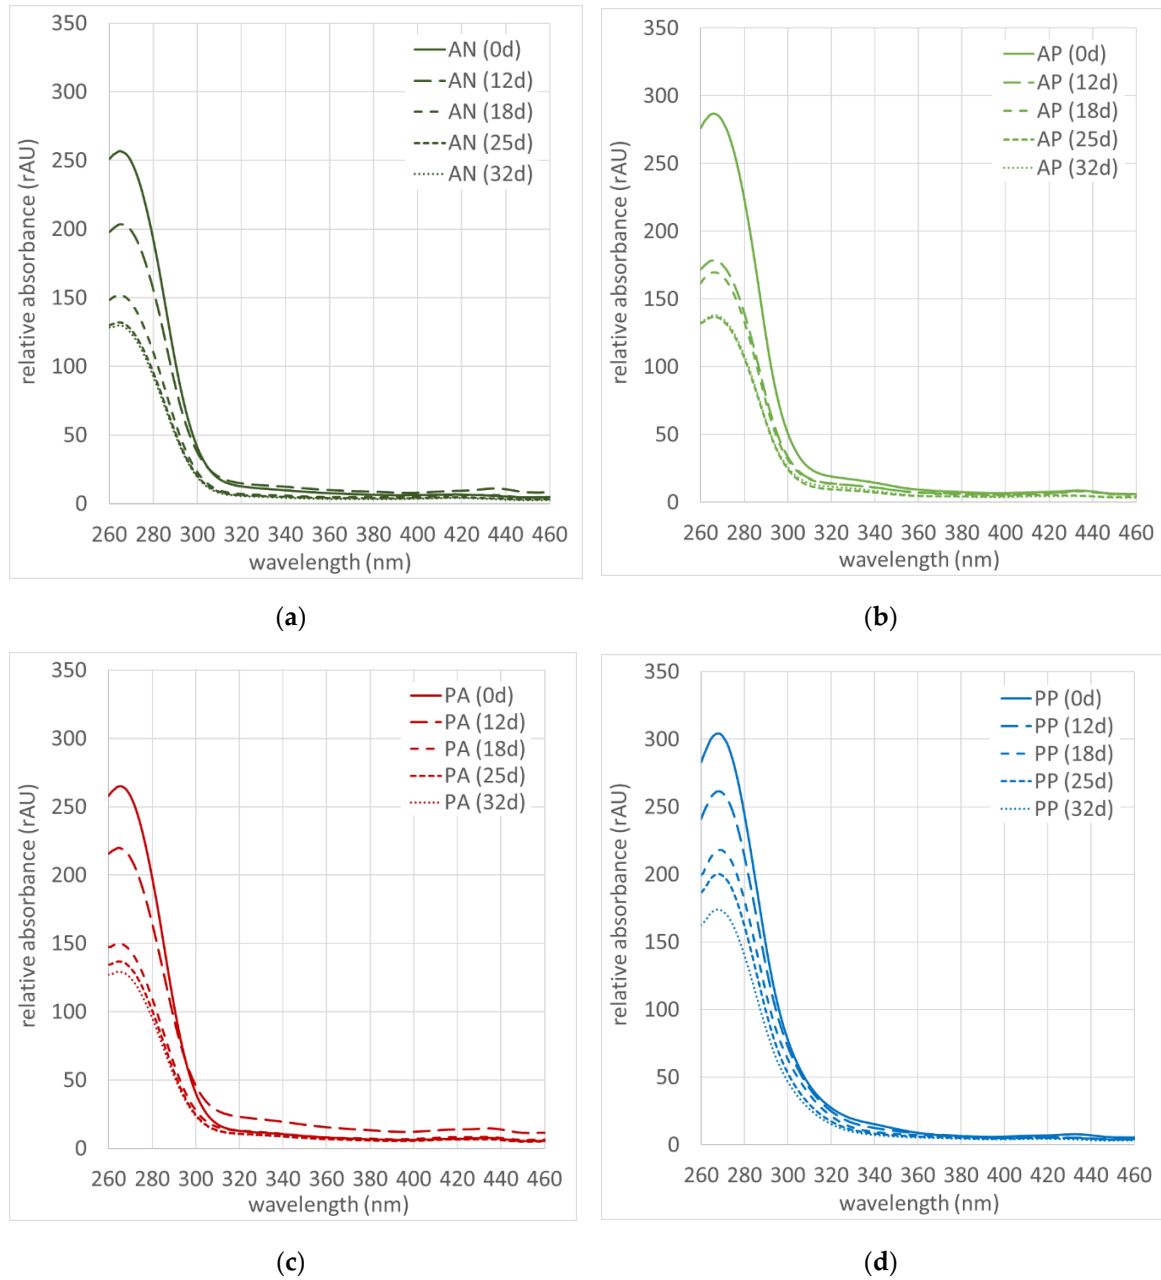 350
300
250
200
150
100
50
0
relative absorbance (rAU)
AN (0d)
AN (12d)
AN (18d)
AN (25d)
AN (32d)
260 280 300 320 340 360 380 400 420 440 460
wavelength (nm)
(a)
350
300
250
200
150
100
50
0
relative absorbance (rAU)
AP (0d)
AP (12d)
AP (18d)
AP (25d)
AP (32d)
260 280 300 320 340 360 380 400 420 440 460
wavelength (nm)
(b)
350
300
250
200
150
100
50
0
relative absorbance (rAU)
PA (0d)
PA (12d)
PA (18d)
PA (25d)
PA (32d)
260 280 300 320 340 360 380 400 420 440 460
wavelength (nm)
(c)
350
300
250
200
150
100
50
0
relative absorbance (rAU)
PP (0d)
PP (12d)
PP (18d)
PP (25d)
PP (32d)
260 280 300 320 340 360 380 400 420 440 460
wavelength (nm)
(d)